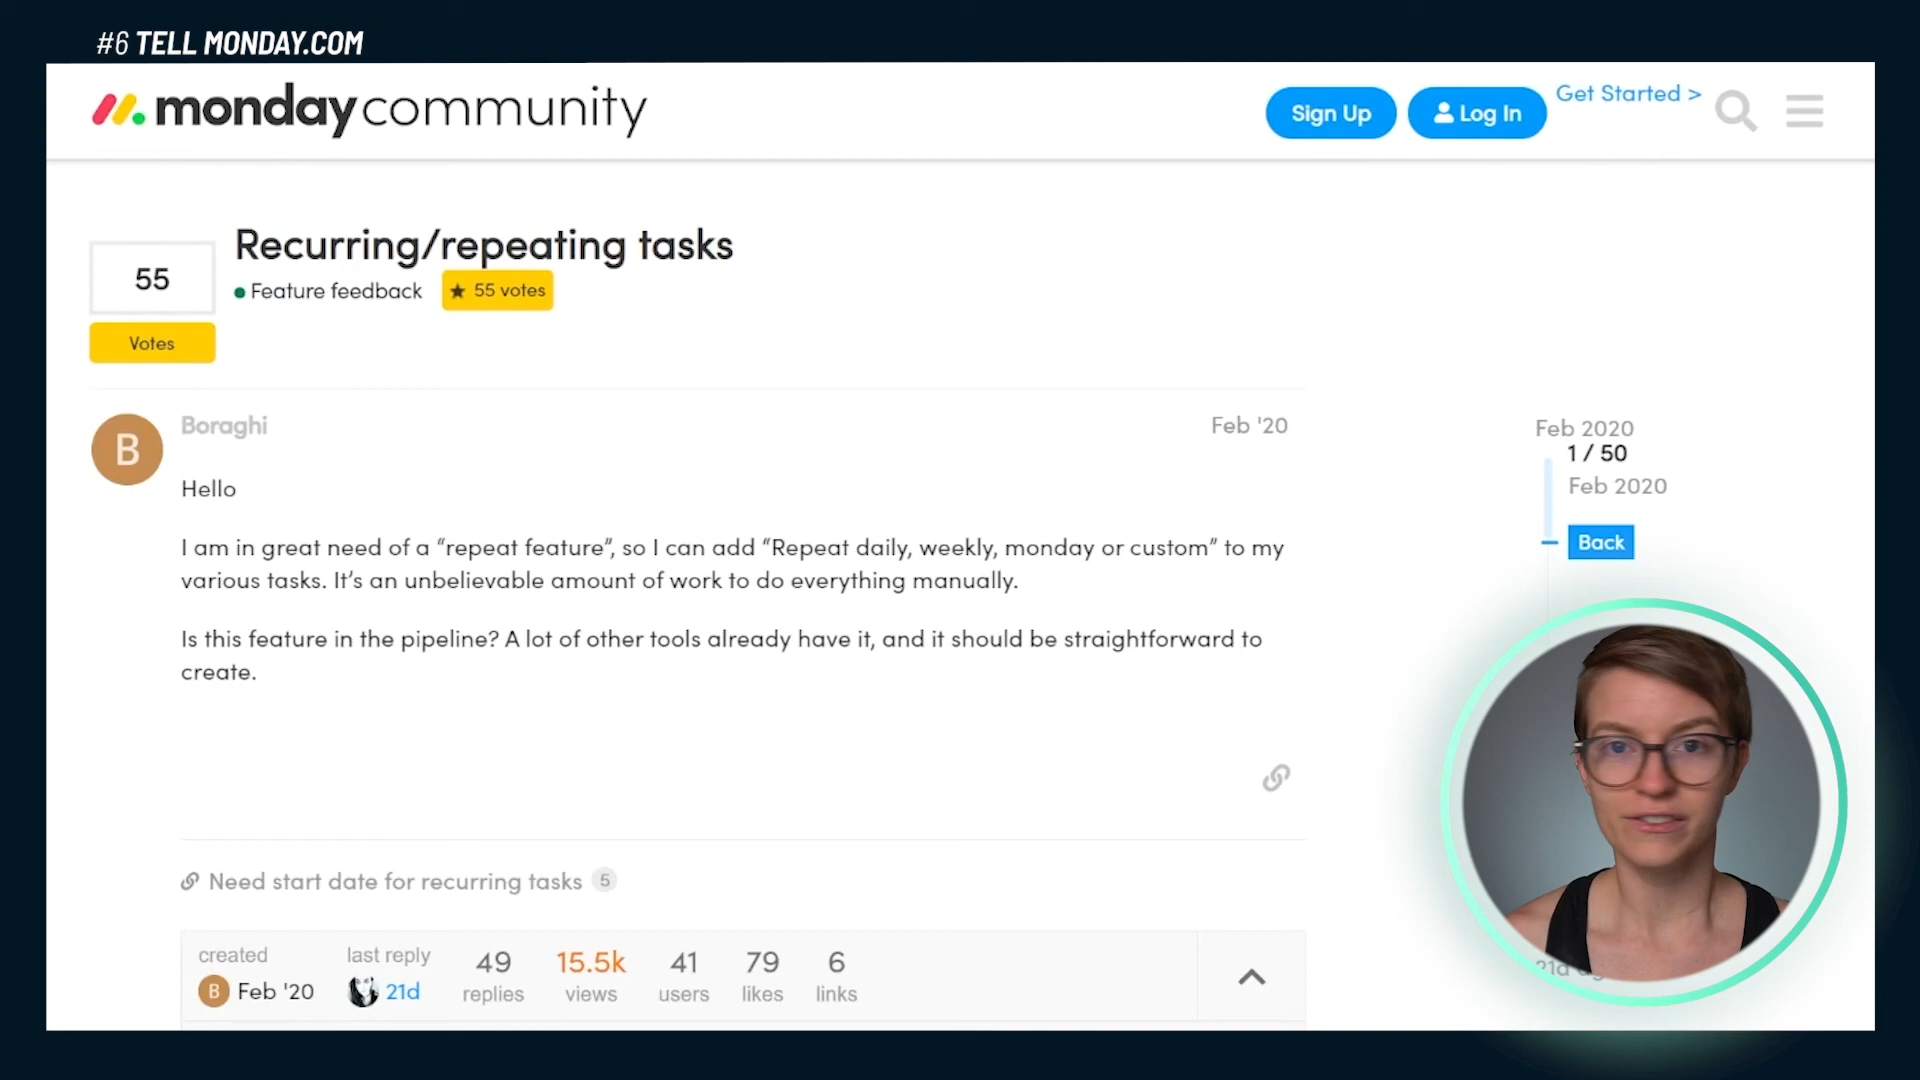 #6 TELL MONDAY.COM
monday community
Sign Up
Log In
Get Started >
55
Votes
Recurring/repeating tasks
Feature feedback
55 votes
B
Boraghi
Feb '20
Hello
I am in great need of a “repeat feature”, so I can add “Repeat daily, weekly, monday or custom” to my
various tasks. It’s an unbelievable amount of work to do everything manually.
Is this feature in the pipeline? A lot of other tools already have it, and it should be straightforward to
create.
Feb 2020
1 / 50
Feb 2020
Back
Need start date for recurring tasks 5
created
B Feb '20
last reply
21d
49
replies
15.5k
views
41
users
79
likes
6
links
21d